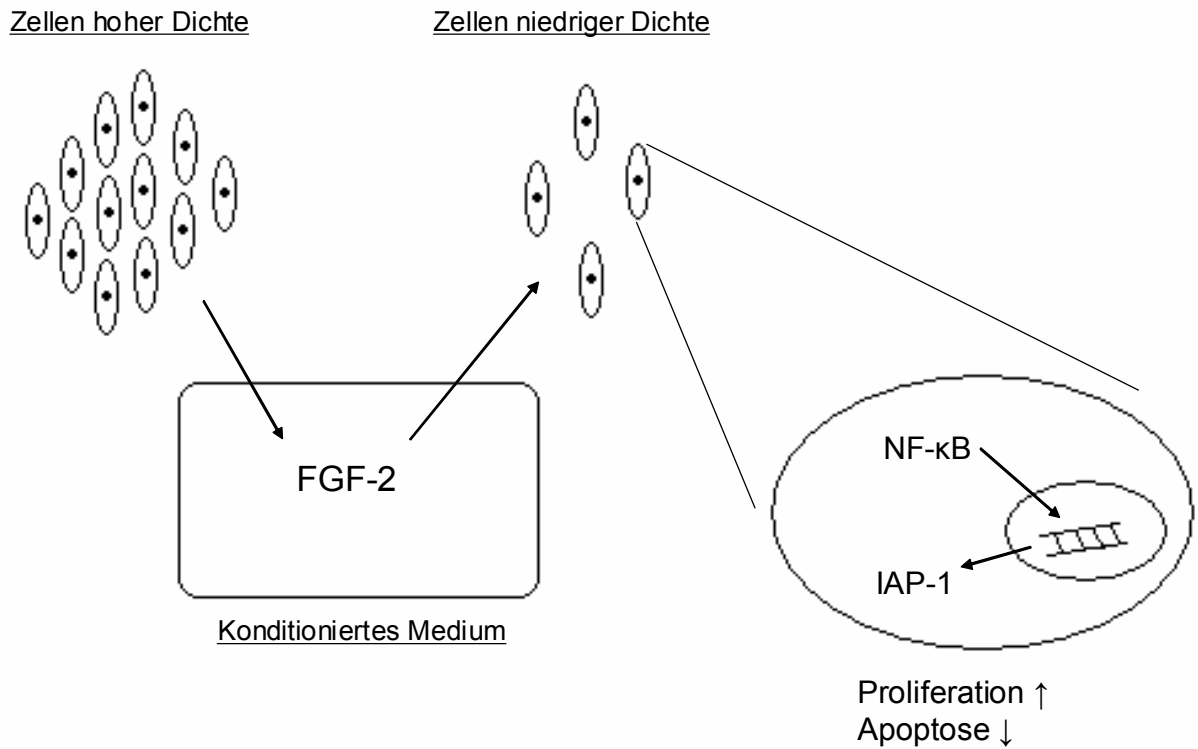 Zellen hoher Dichte
Zellen niedriger Dichte
FGF-2
Konditioniertes Medium
NF-κB
IAP-1
Proliferation ↑
Apoptose ↓